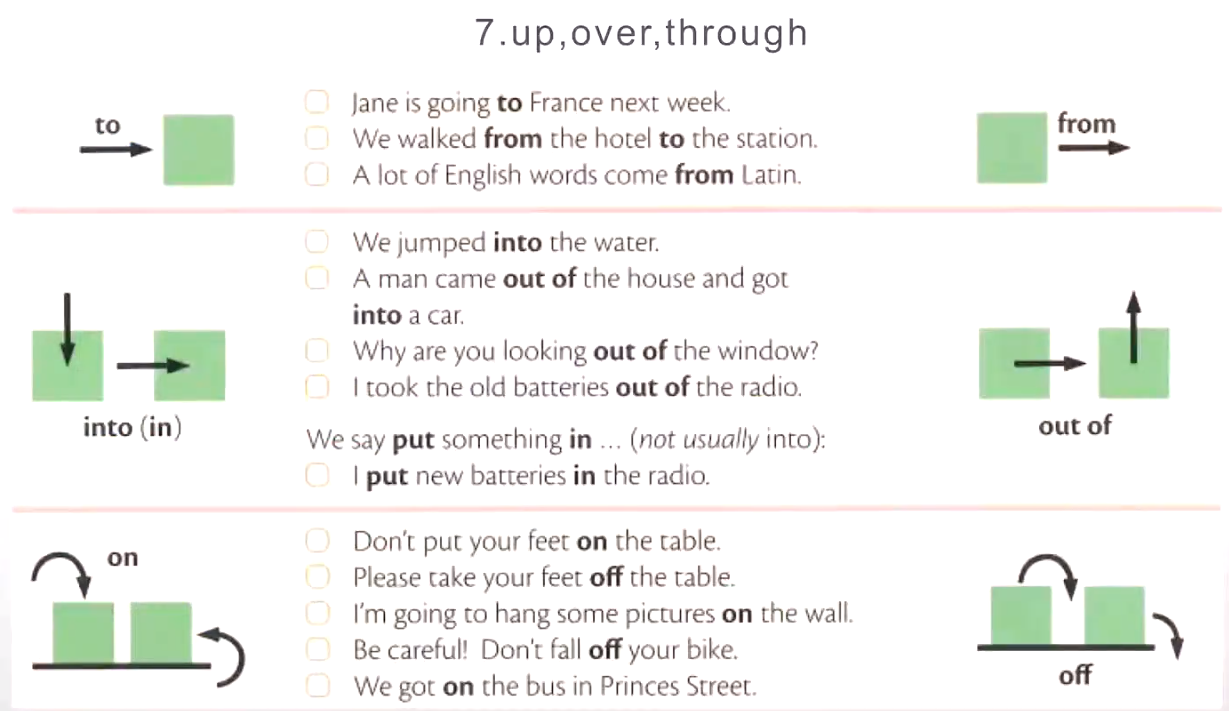 7.up,over,through
to
Jane is going to France next week.
We walked from the hotel to the station.
A lot of English words come from Latin.
from
We jumped into the water.
A man came out of the house and got
into a car.
Why are you looking out of the window?
I took the old batteries out of the radio.
into (in)
out of
We say put something in ... (not usually into):
I put new batteries in the radio.
on
Don't put your feet on the table.
Please take your feet off the table.
I'm going to hang some pictures on the wall.
Be careful! Don't fall off your bike.
We got on the bus in Princes Street.
off